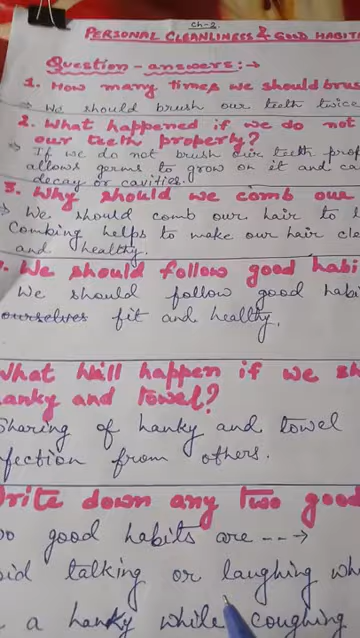 Ch-2
PERSONAL CLEANLINESS & GOOD HABIT
Question-answers:→
1. How many times we should brus
→ We should brush our teeth twice
2. What happened if we do not
our teeth property?
→ If we do not brush our teeth prop
allows germs to grow on it and ca
decay or cavities.
3. Why should we comb our
→ We should comb our hair to k
Combing helps to make our hair cle
and healthy.
. We should follow good habi
We should follow good habi
ourselves fit and healthy.
What will happen if we sh
hanky and towel?
Sharing of hanky and towel
fection from others.
Write down any two good
wo good habits are ---→
oid talking or laughing whi
a hanky while coughing